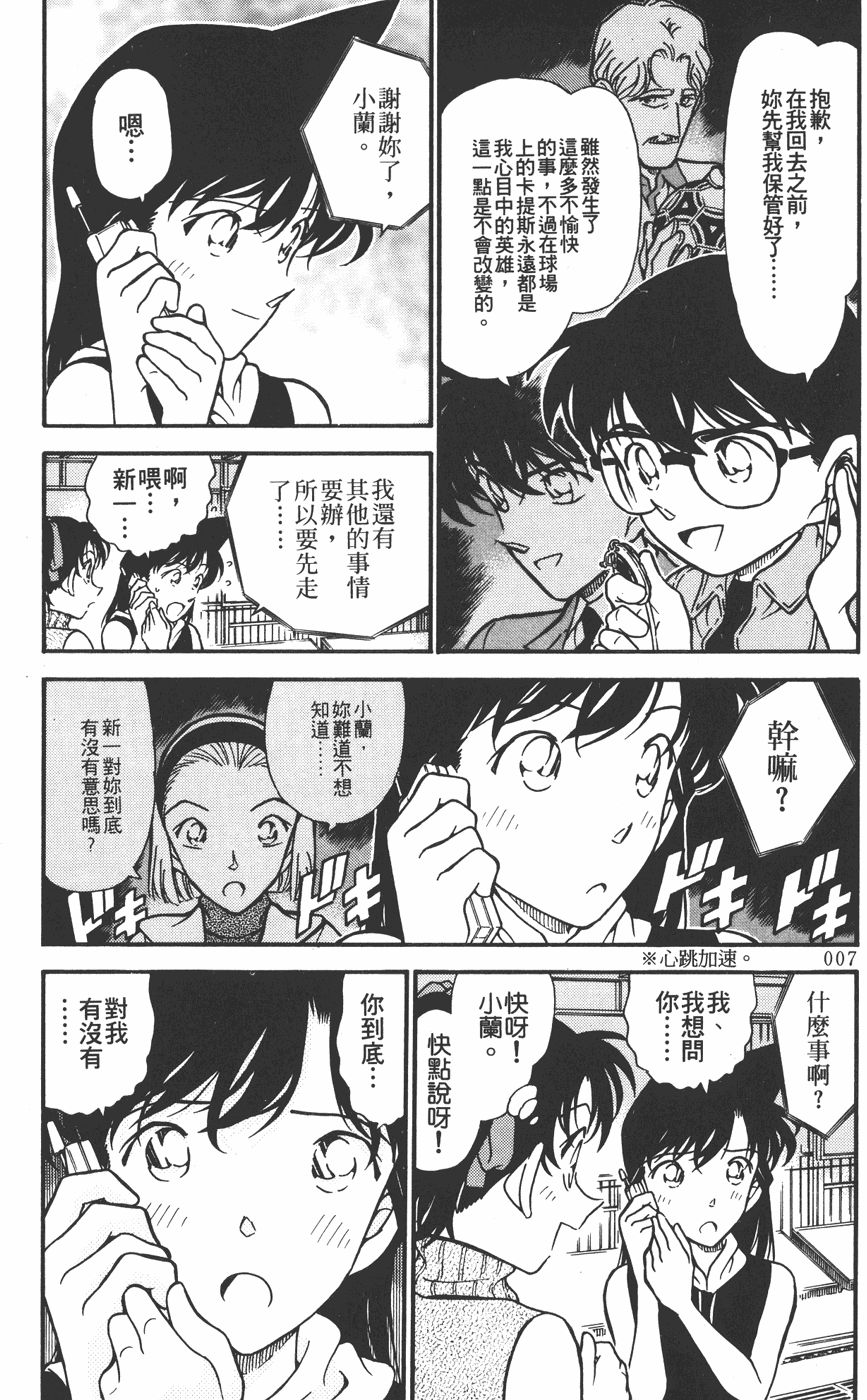 抱歉，
在我回去之前，
妳先幫我保管好了……
雖然發生了
這麼多不愉快
的事，不過在球場
上的卡提斯永遠都是
我心目中的英雄，
這一點是不會改變的。
謝謝妳了，
小蘭。
嗯…
我還有
其他的事情
要辦，
所以要先走
了……
啊，
喂…
新一…
幹嘛？
小蘭，
妳難道不想
知道……
新一對妳到底
有沒有意思嗎？
ドキ
ドキ
ドキ
ドキ
※心跳加速。
007
什麼事啊？
我、
我想問
你……
快呀！
小蘭。
快點說呀！
你到底…
對我
有沒有
……